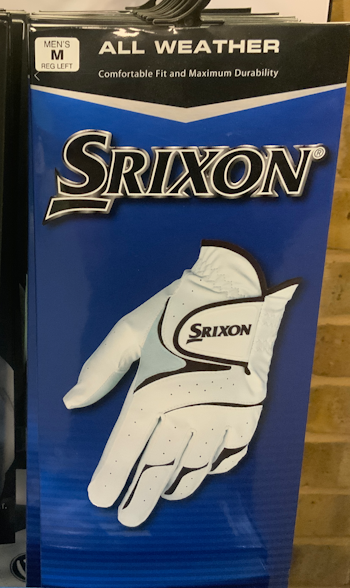 MEN'S
M
REG LEFT
ALL WEATHER
Comfortable Fit and Maximum Durability
SRIXON®
SRIXON